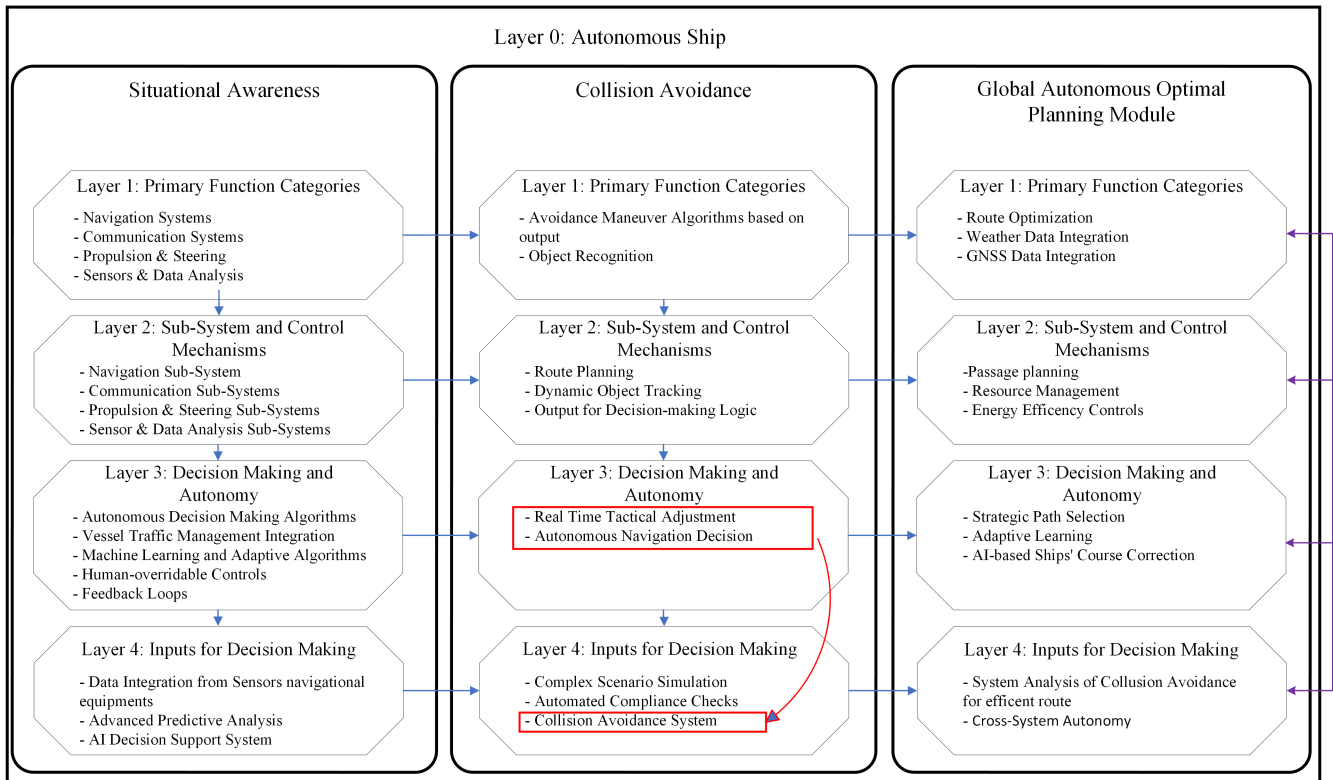 Layer 0: Autonomous Ship
Situational Awareness
Layer 1: Primary Function Categories
- Navigation Systems
- Communication Systems
- Propulsion & Steering
- Sensors & Data Analysis
Layer 2: Sub-System and Control
Mechanisms
- Navigation Sub-System
- Communication Sub-Systems
- Propulsion & Steering Sub-Systems
- Sensor & Data Analysis Sub-Systems
Layer 3: Decision Making and
Autonomy
- Autonomous Decision Making Algorithms
- Vessel Traffic Management Integration
- Machine Learning and Adaptive Algorithms
- Human-overridable Controls
- Feedback Loops
Layer 4: Inputs for Decision Making
- Data Integration from Sensors navigational
equipments
- Advanced Predictive Analysis
- AI Decision Support System
Collision Avoidance
Layer 1: Primary Function Categories
- Avoidance Maneuver Algorithms based on
output
- Object Recognition
Layer 2: Sub-System and Control
Mechanisms
- Route Planning
- Dynamic Object Tracking
- Output for Decision-making Logic
Layer 3: Decision Making and
Autonomy
- Real Time Tactical Adjustment
- Autonomous Navigation Decision
Layer 4: Inputs for Decision Making
- Complex Scenario Simulation
- Automated Compliance Checks
- Collision Avoidance System
Global Autonomous Optimal
Planning Module
Layer 1: Primary Function Categories
- Route Optimization
- Weather Data Integration
- GNSS Data Integration
Layer 2: Sub-System and Control
Mechanisms
-Passage planning
- Resource Management
- Energy Efficency Controls
Layer 3: Decision Making and
Autonomy
- Strategic Path Selection
- Adaptive Learning
- AI-based Ships' Course Correction
Layer 4: Inputs for Decision Making
- System Analysis of Collusion Avoidance
for efficent route
- Cross-System Autonomy